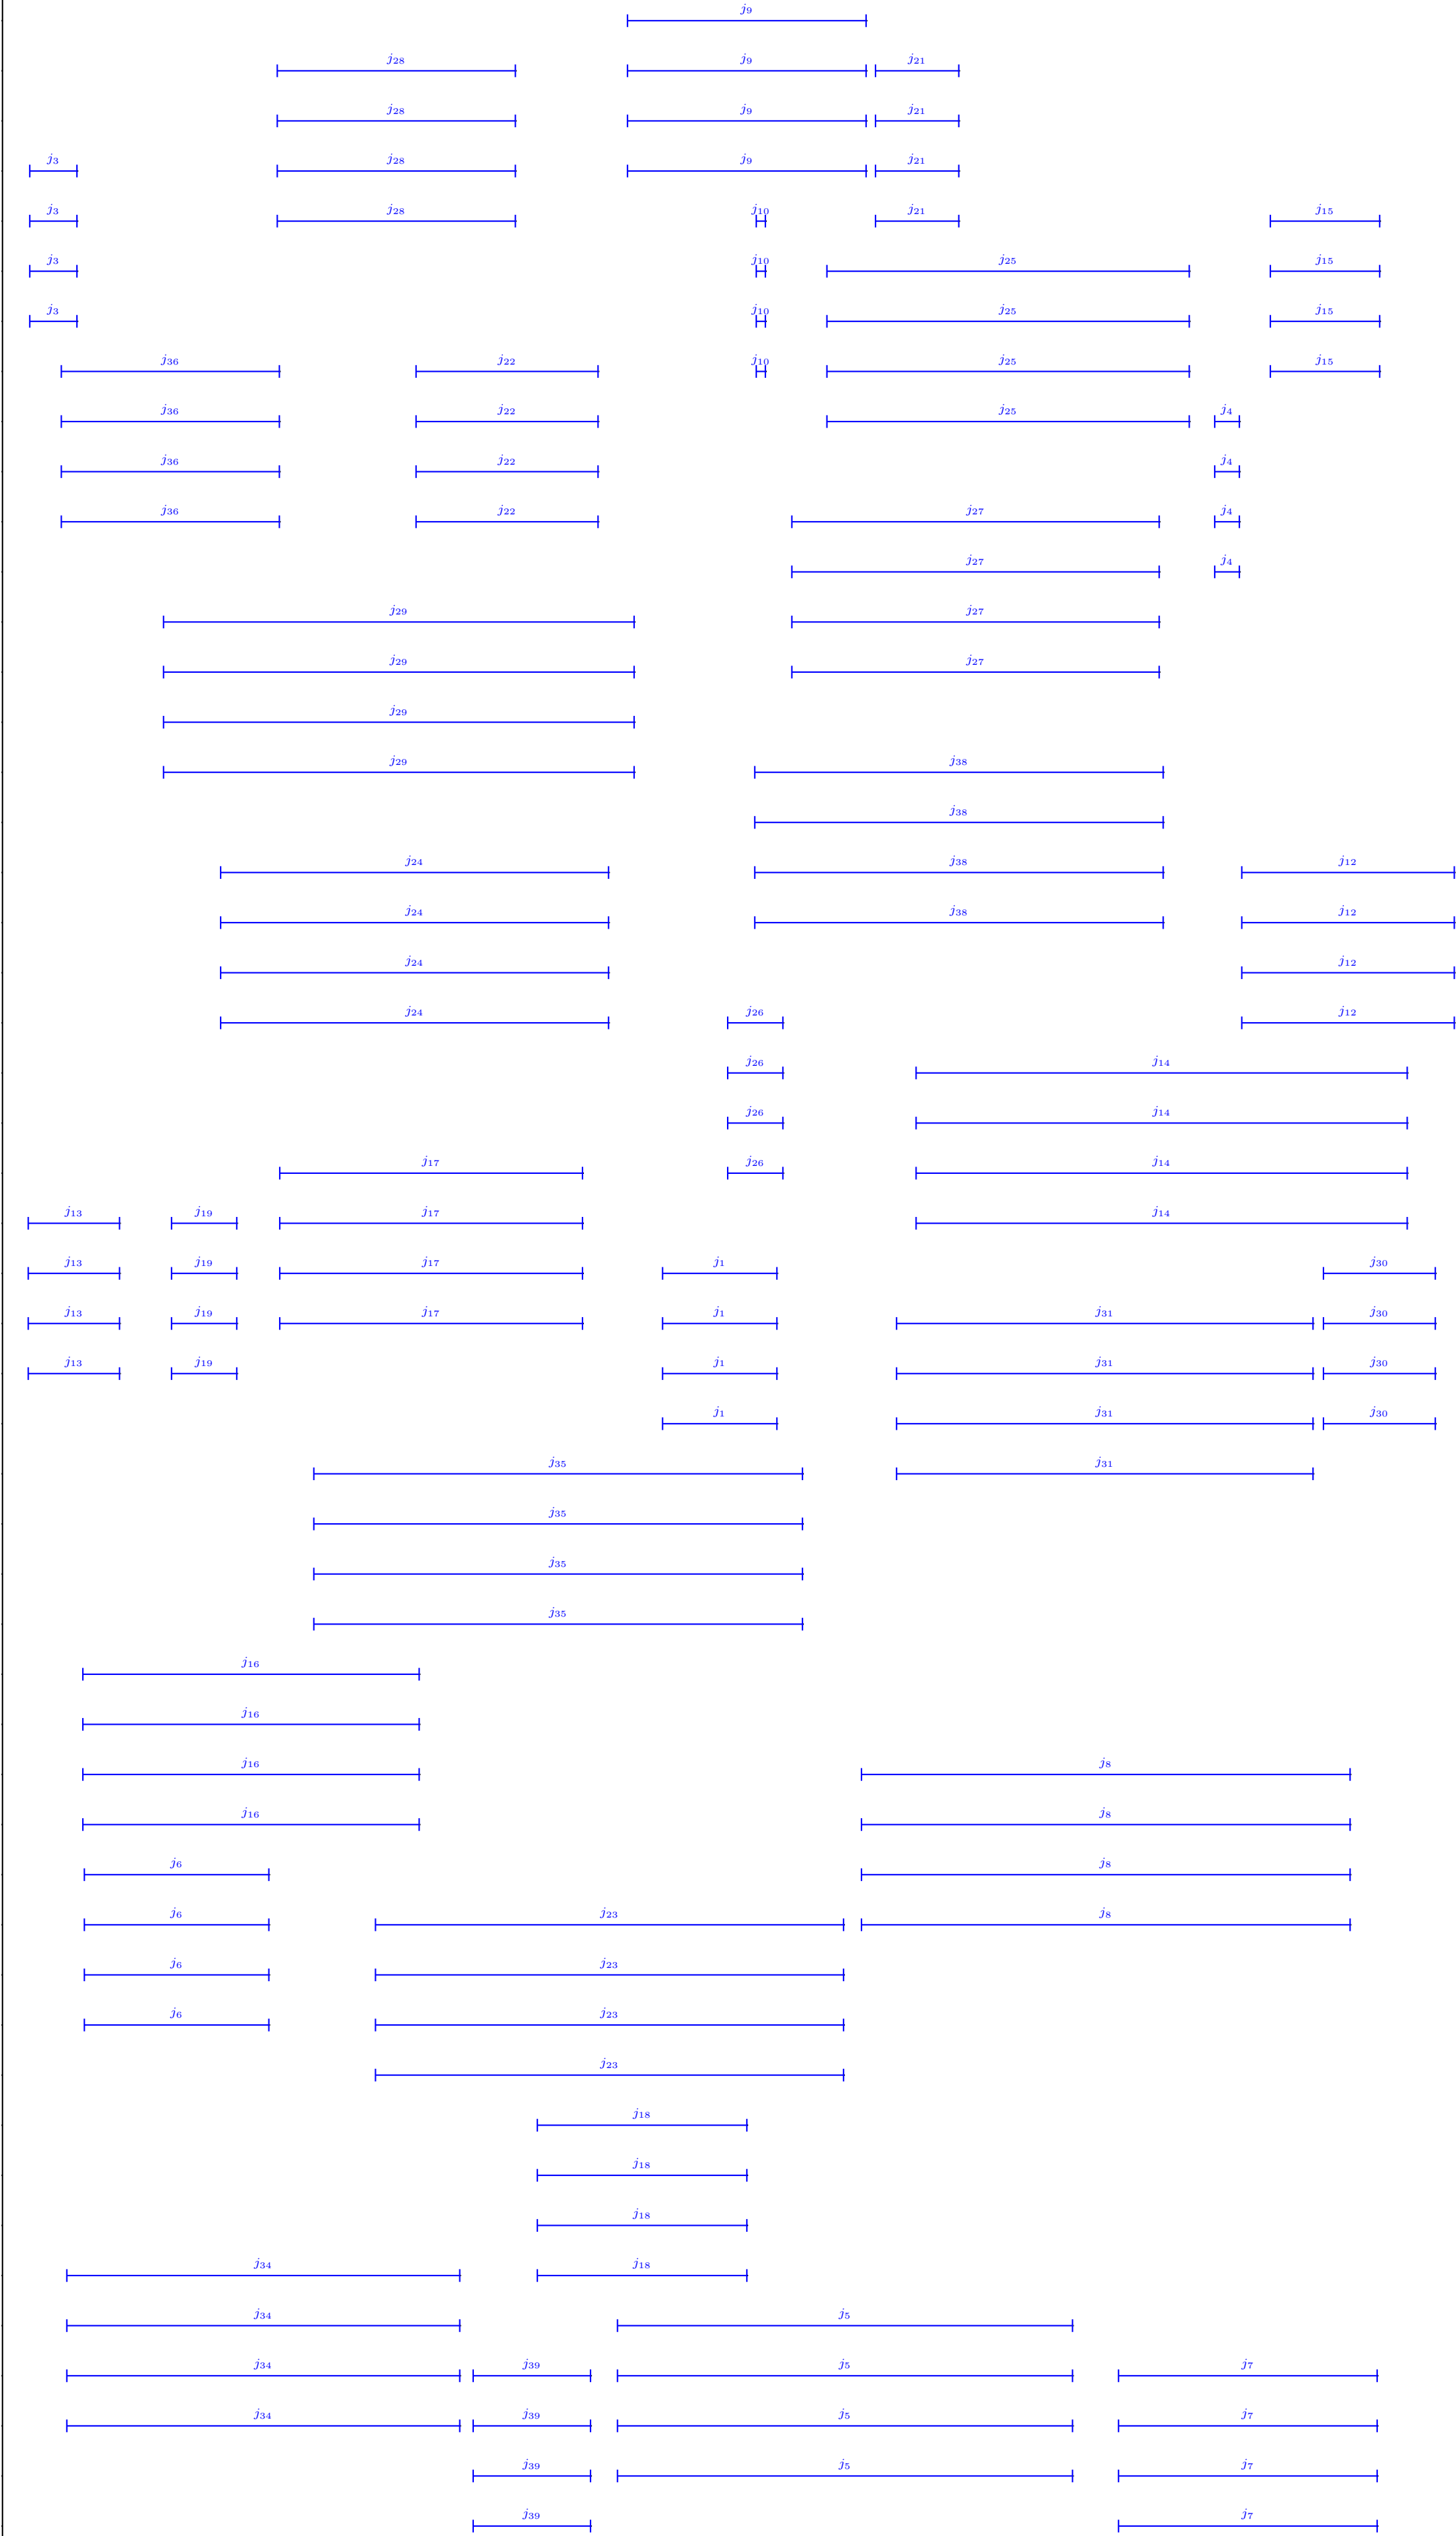 j₉
j₂₈ j₉ j₂₁
j₂₈ j₉ j₂₁
j₃ j₂₈ j₉ j₂₁
j₃ j₂₈ j₁₀ j₂₁ j₁₅
j₃ j₁₀ j₂₅ j₁₅
j₃ j₁₀ j₂₅ j₁₅
j₃₆ j₂₂ j₁₀ j₂₅ j₁₅
j₃₆ j₂₂ j₂₅ j₄
j₃₆ j₂₂ j₄
j₃₆ j₂₂ j₂₇ j₄
j₂₇ j₄
j₂₉ j₂₇
j₂₉ j₂₇
j₂₉
j₂₉ j₃₈
j₃₈
j₂₄ j₃₈ j₁₂
j₂₄ j₃₈ j₁₂
j₂₄ j₁₂
j₂₄ j₂₆ j₁₂
j₂₆ j₁₄
j₂₆ j₁₄
j₁₇ j₂₆ j₁₄
j₁₃ j₁₉ j₁₇ j₁₄
j₁₃ j₁₉ j₁₇ j₁ j₃₀
j₁₃ j₁₉ j₁₇ j₁ j₃₁ j₃₀
j₁₃ j₁₉ j₁ j₃₁ j₃₀
j₁ j₃₁ j₃₀
j₃₅ j₃₁
j₃₅
j₃₅
j₃₅
j₁₆
j₁₆
j₁₆ j₈
j₁₆ j₈
j₆ j₈
j₆ j₂₃ j₈
j₆ j₂₃
j₆ j₂₃
j₂₃
j₁₈
j₁₈
j₁₈
j₃₄ j₁₈
j₃₄ j₅
j₃₄ j₃₉ j₅ j₇
j₃₄ j₃₉ j₅ j₇
j₃₉ j₅ j₇
j₃₉ j₇